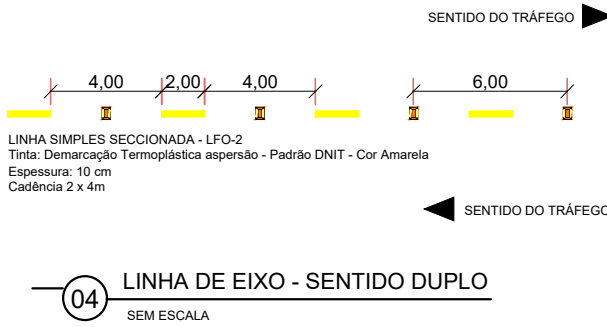 SENTIDO DO TRÁFEGO
4,00 2,00 4,00 6,00
LINHA SIMPLES SECCIONADA - LFO-2
Tinta: Demarcação Termoplástica aspersão - Padrão DNIT - Cor Amarela
Espessura: 10 cm
Cadência 2 x 4m
SENTIDO DO TRÁFEGO
04
LINHA DE EIXO - SENTIDO DUPLO
SEM ESCALA